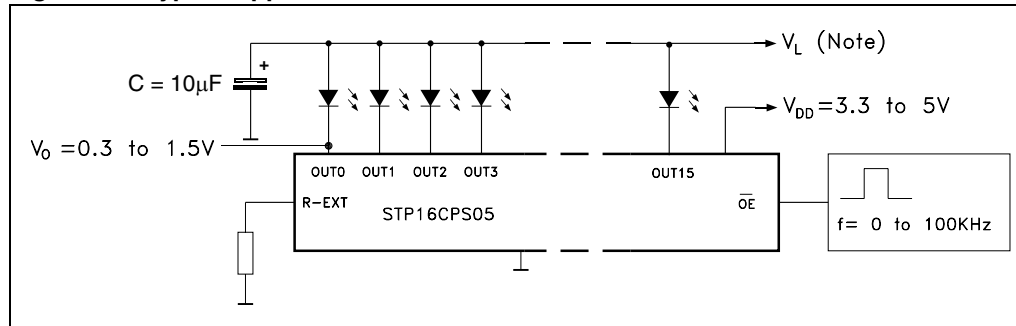 V_L (Note)
+
C = 10μF
V_DD=3.3 to 5V
V_O =0.3 to 1.5V
OUT0 OUT1 OUT2 OUT3 OUT15
R-EXT
STP16CPS05
O̅E̅
f= 0 to 100KHz